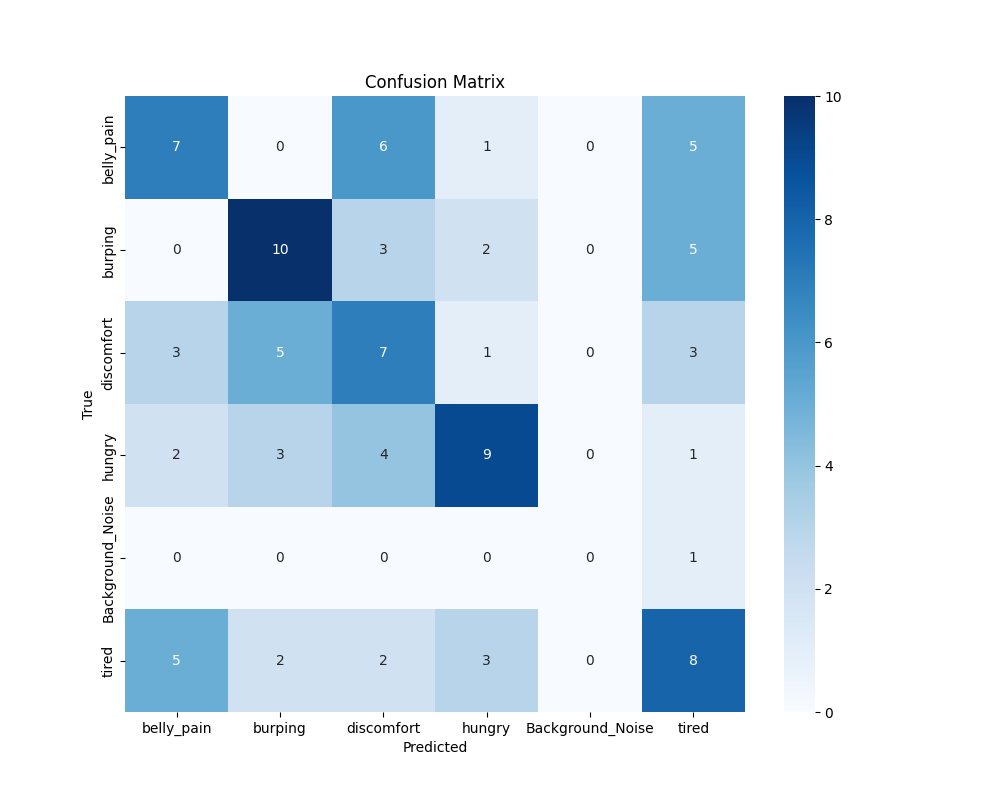 Confusion Matrix
True
belly_pain 7 0 6 1 0 5
burping 0 10 3 2 0 5
discomfort 3 5 7 1 0 3
hungry 2 3 4 9 0 1
Background_Noise 0 0 0 0 0 1
tired 5 2 2 3 0 8
belly_pain burping discomfort hungry Background_Noise tired
Predicted
10
8
6
4
2
0